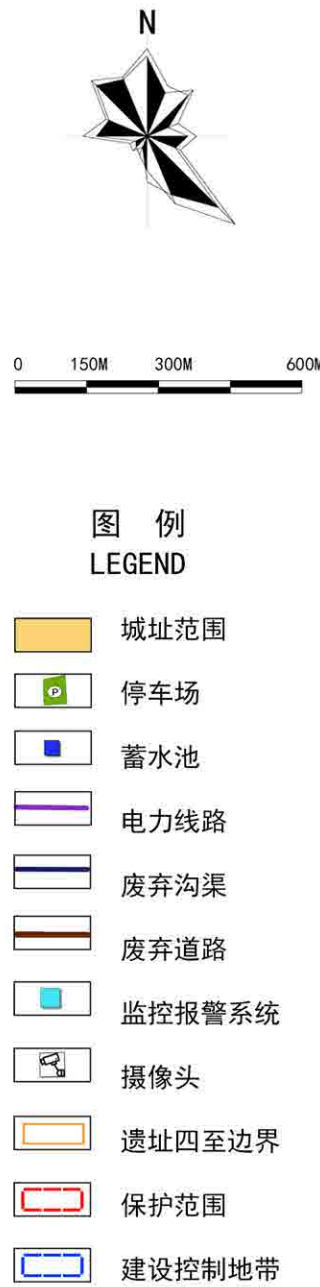 N
0 150M 300M 600M
图 例
LEGEND
城址范围
P 停车场
蓄水池
电力线路
废弃沟渠
废弃道路
监控报警系统
摄像头
遗址四至边界
保护范围
建设控制地带